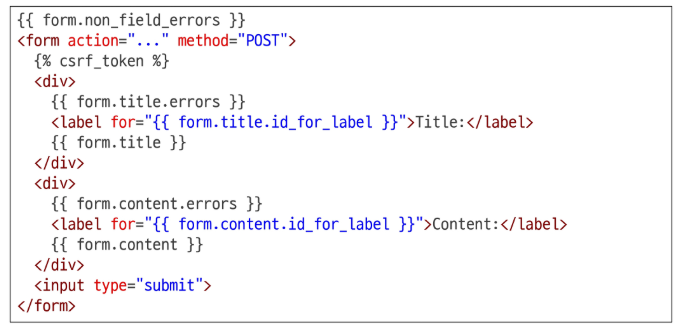 {{ form.non_field_errors }}
<form action="..." method="POST">
  {% csrf_token %}
  <div>
    {{ form.title.errors }}
    <label for="{{ form.title.id_for_label }}">Title:</label>
    {{ form.title }}
  </div>
  <div>
    {{ form.content.errors }}
    <label for="{{ form.content.id_for_label }}">Content:</label>
    {{ form.content }}
  </div>
  <input type="submit">
</form>